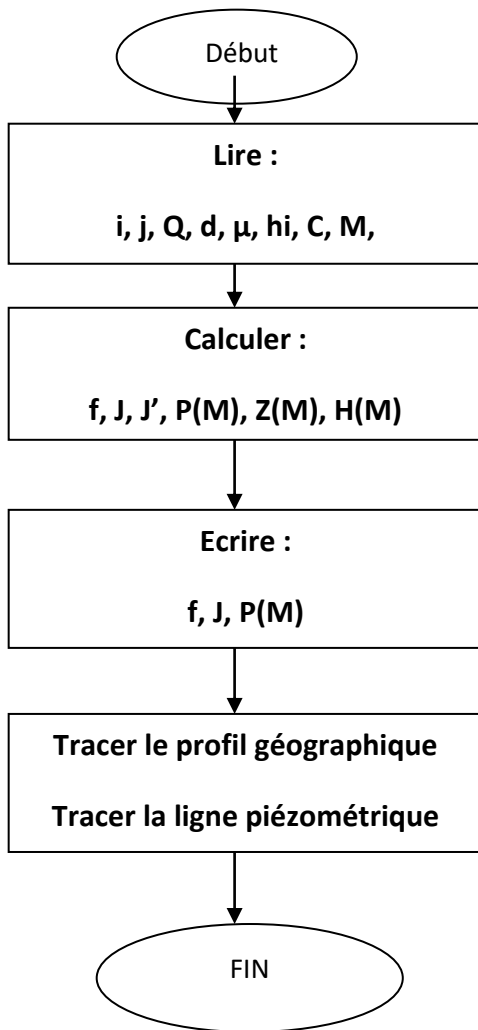 Début
Lire :
i, j, Q, d, µ, hi, C, M,
Calculer :
f, J, J’, P(M), Z(M), H(M)
Ecrire :
f, J, P(M)
Tracer le profil géographique
Tracer la ligne piézométrique
FIN